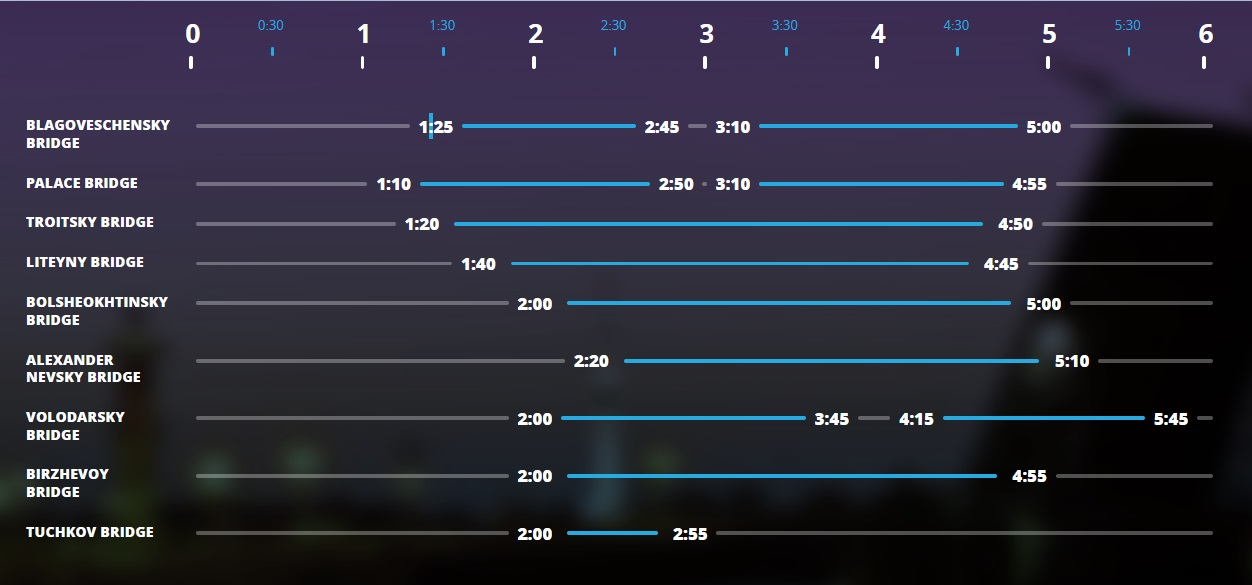 0 0:30 1 1:30 2 2:30 3 3:30 4 4:30 5 5:30 6
BLAGOVESCHENSKY 1:25 2:45 3:10 5:00
BRIDGE
PALACE BRIDGE 1:10 2:50 3:10 4:55
TROITSKY BRIDGE 1:20 4:50
LITEYNY BRIDGE 1:40 4:45
BOLSHEOKHTINSKY 2:00 5:00
BRIDGE
ALEXANDER 2:20 5:10
NEVSKY BRIDGE
VOLODARSKY 2:00 3:45 4:15 5:45
BRIDGE
BIRZHEVOY 2:00 4:55
BRIDGE
TUCHKOV BRIDGE 2:00 2:55